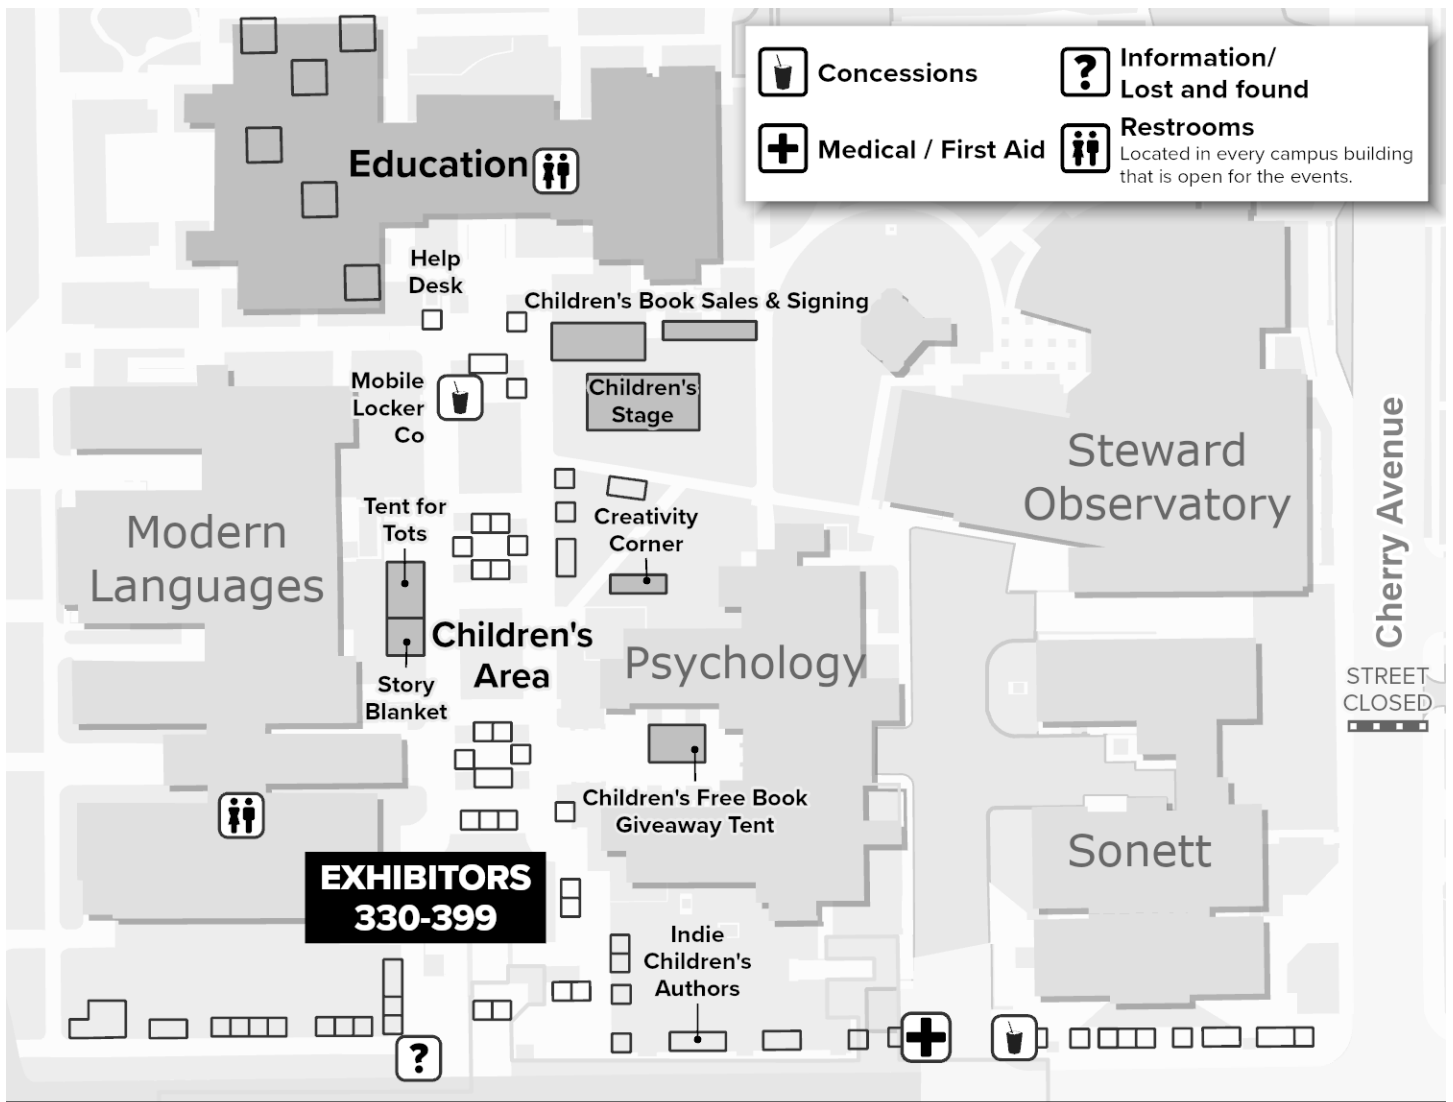 Concessions
Information/
Lost and found
Medical / First Aid
Restrooms
Located in every campus building
that is open for the events.
Education
Help
Desk
Children's Book Sales & Signing
Mobile
Locker
Co
Children's
Stage
Steward
Observatory
Cherry Avenue
Tent for
Tots
Creativity
Corner
Modern
Languages
Children's
Area
Psychology
Story
Blanket
STREET
CLOSED
Children's Free Book
Giveaway Tent
Sonett
EXHIBITORS
330-399
Indie
Children's
Authors
?
?